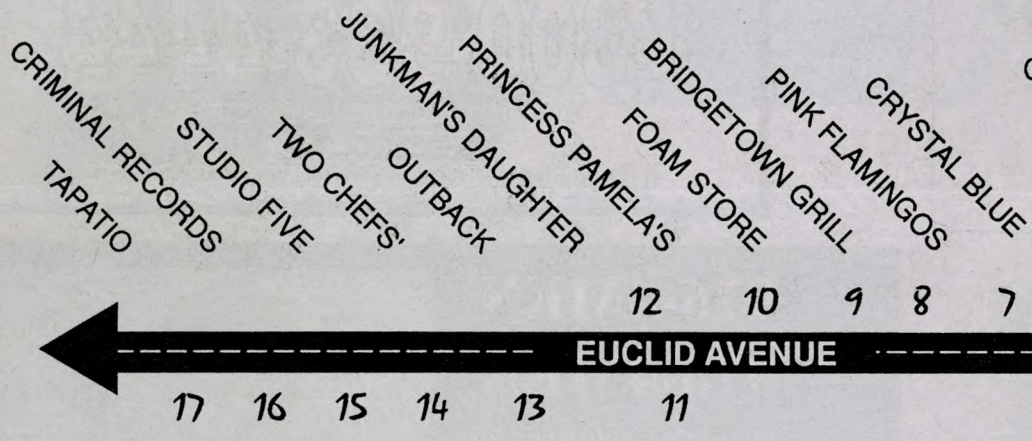 TAPATIO
CRIMINAL RECORDS
STUDIO FIVE
TWO CHEFS'
OUTBACK
JUNKMAN'S DAUGHTER
PRINCESS PAMELA'S
FOAM STORE
BRIDGETOWN GRILL
PINK FLAMINGOS
CRYSTAL BLUE
12 10 9 8 7
EUCLID AVENUE
17 16 15 14 13 11